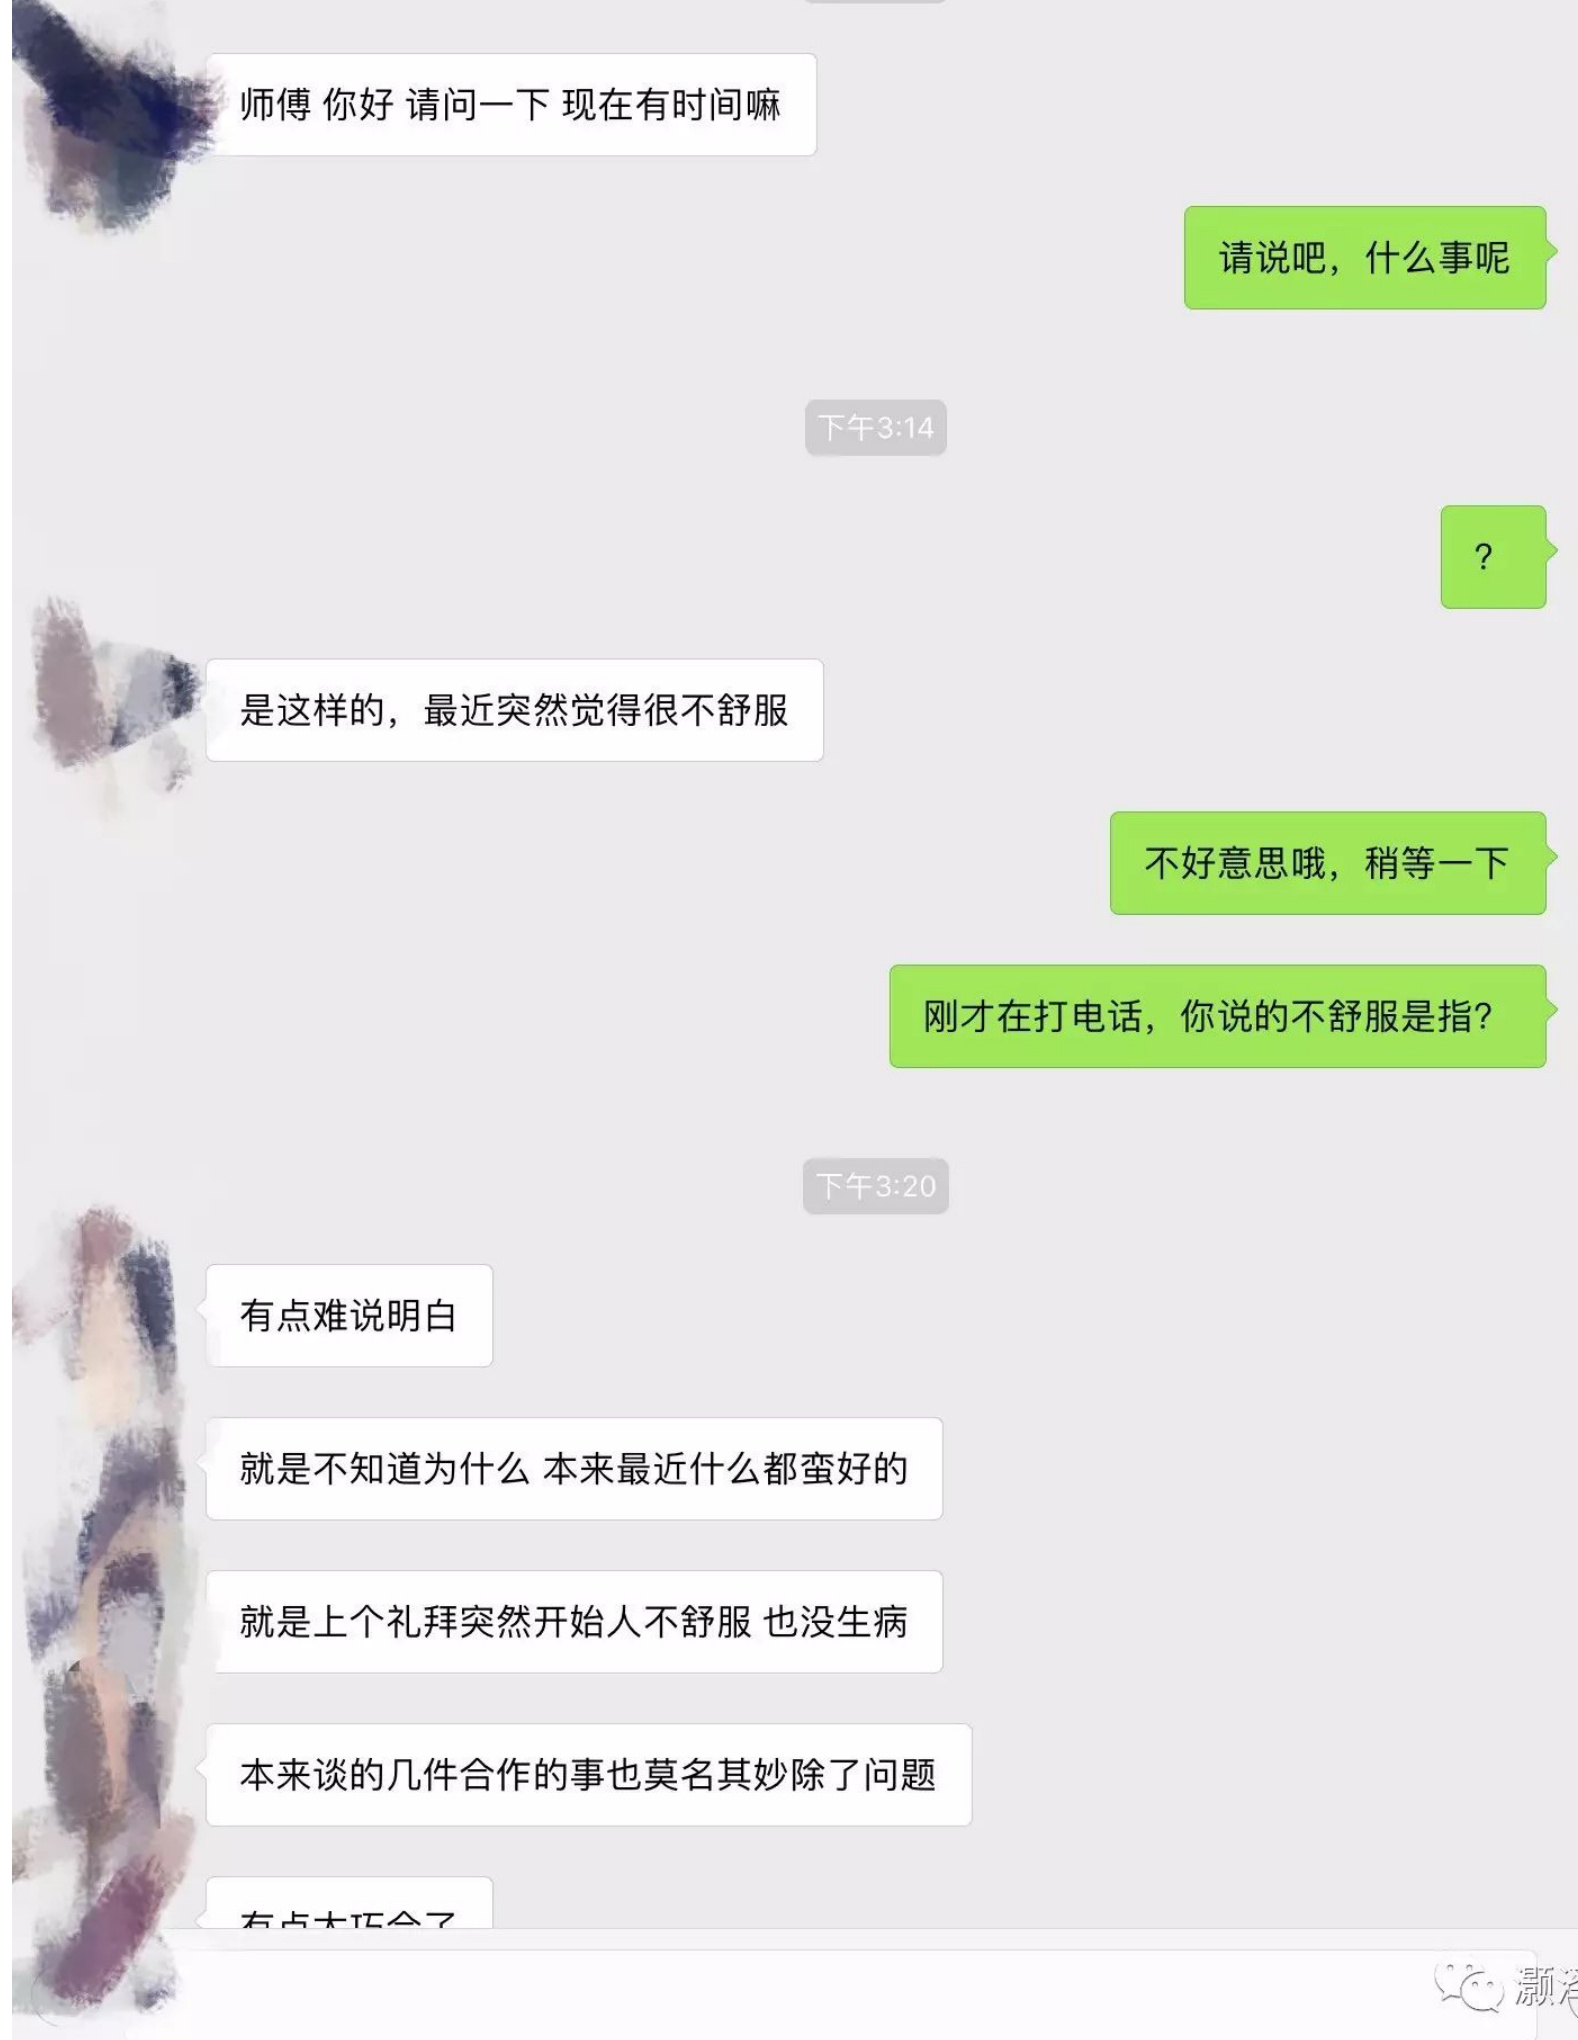 师傅 你好 请问一下 现在有时间嘛
请说吧，什么事呢
下午3:14
？
是这样的，最近突然觉得很不舒服
不好意思哦，稍等一下
刚才在打电话，你说的不舒服是指？
下午3:20
有点难说明白
就是不知道为什么 本来最近什么都蛮好的
就是上个礼拜突然开始人不舒服 也没生病
本来谈的几件合作的事也莫名其妙除了问题
有点太巧合了
灏